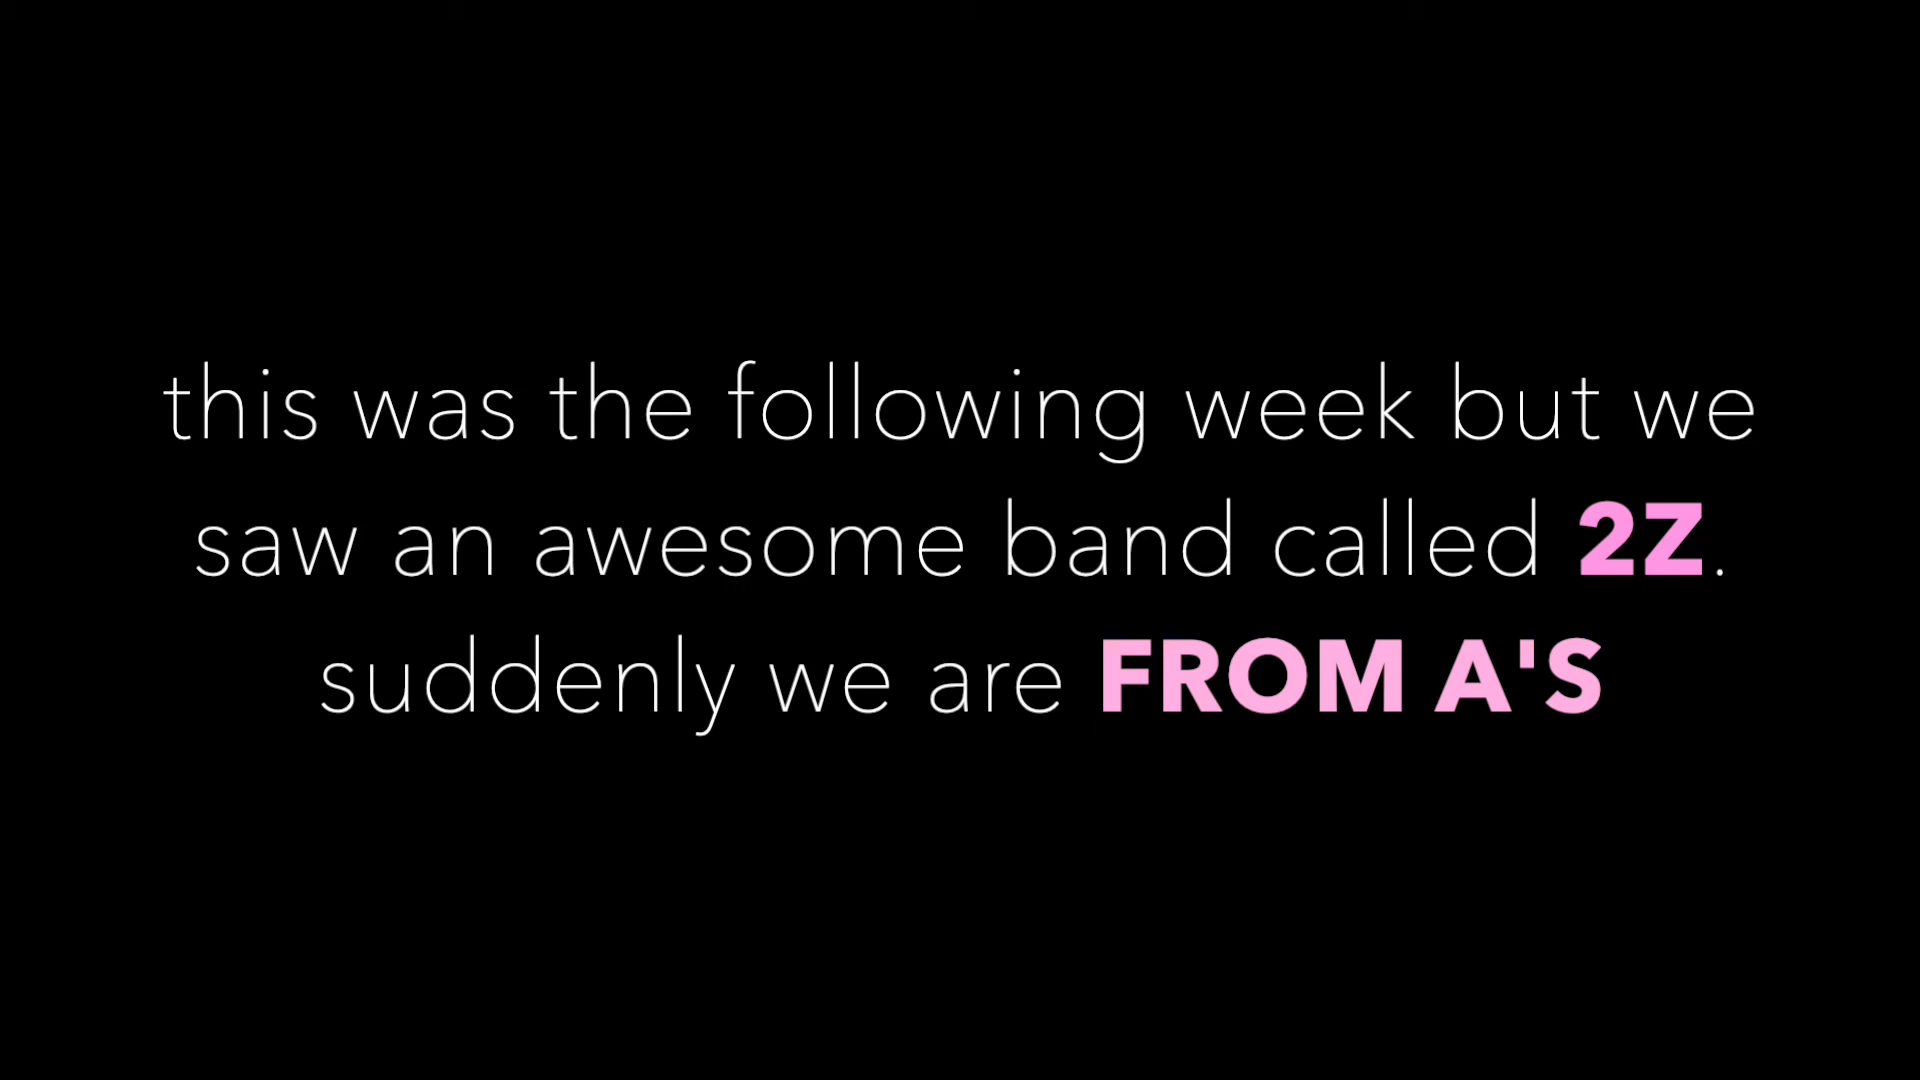 this was the following week but we
saw an awesome band called 2Z.
suddenly we are FROM A'S